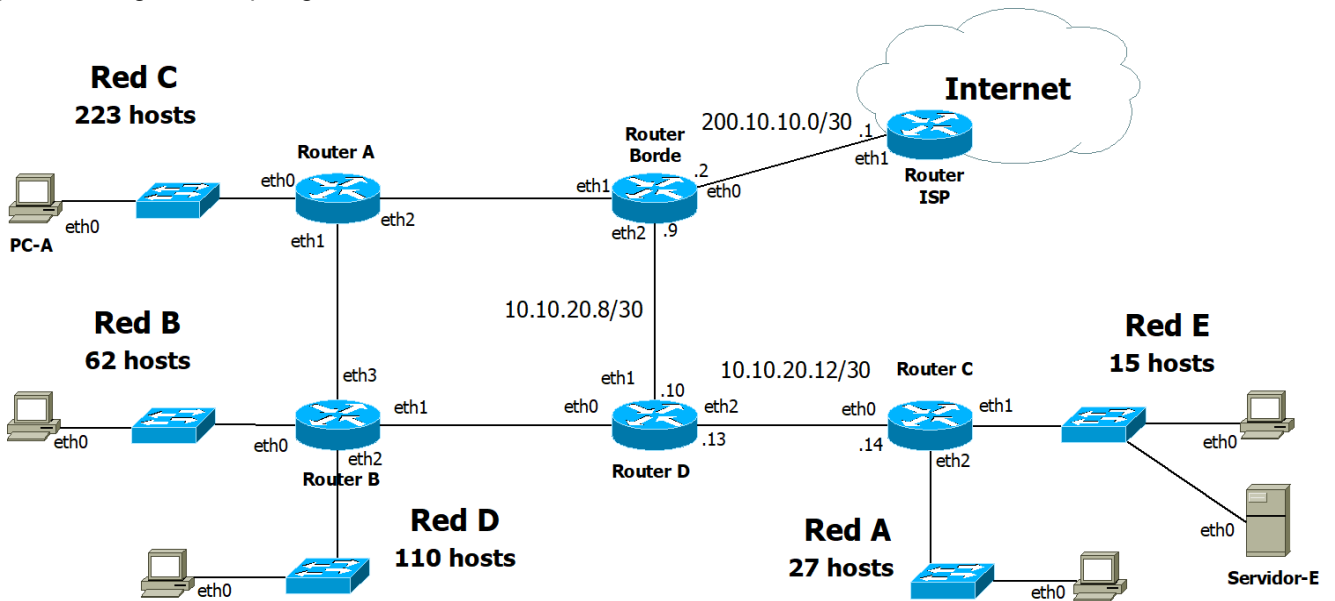 Internet
Red C
223 hosts
200.10.10.0/30
.1
Router
Borde
eth1
Router A
Router
ISP
.2
eth0
eth1
eth0
eth2
eth0
PC-A
eth1
eth2
.9
10.10.20.8/30
Red B
62 hosts
Red E
15 hosts
10.10.20.12/30
Router C
eth3
eth1
.10
eth1
eth0
eth2
eth0
eth1
eth0
eth0
eth2
.13
.14
eth2
eth0
Router B
Router D
Red D
110 hosts
Red A
27 hosts
eth0
eth0
eth0
Servidor-E